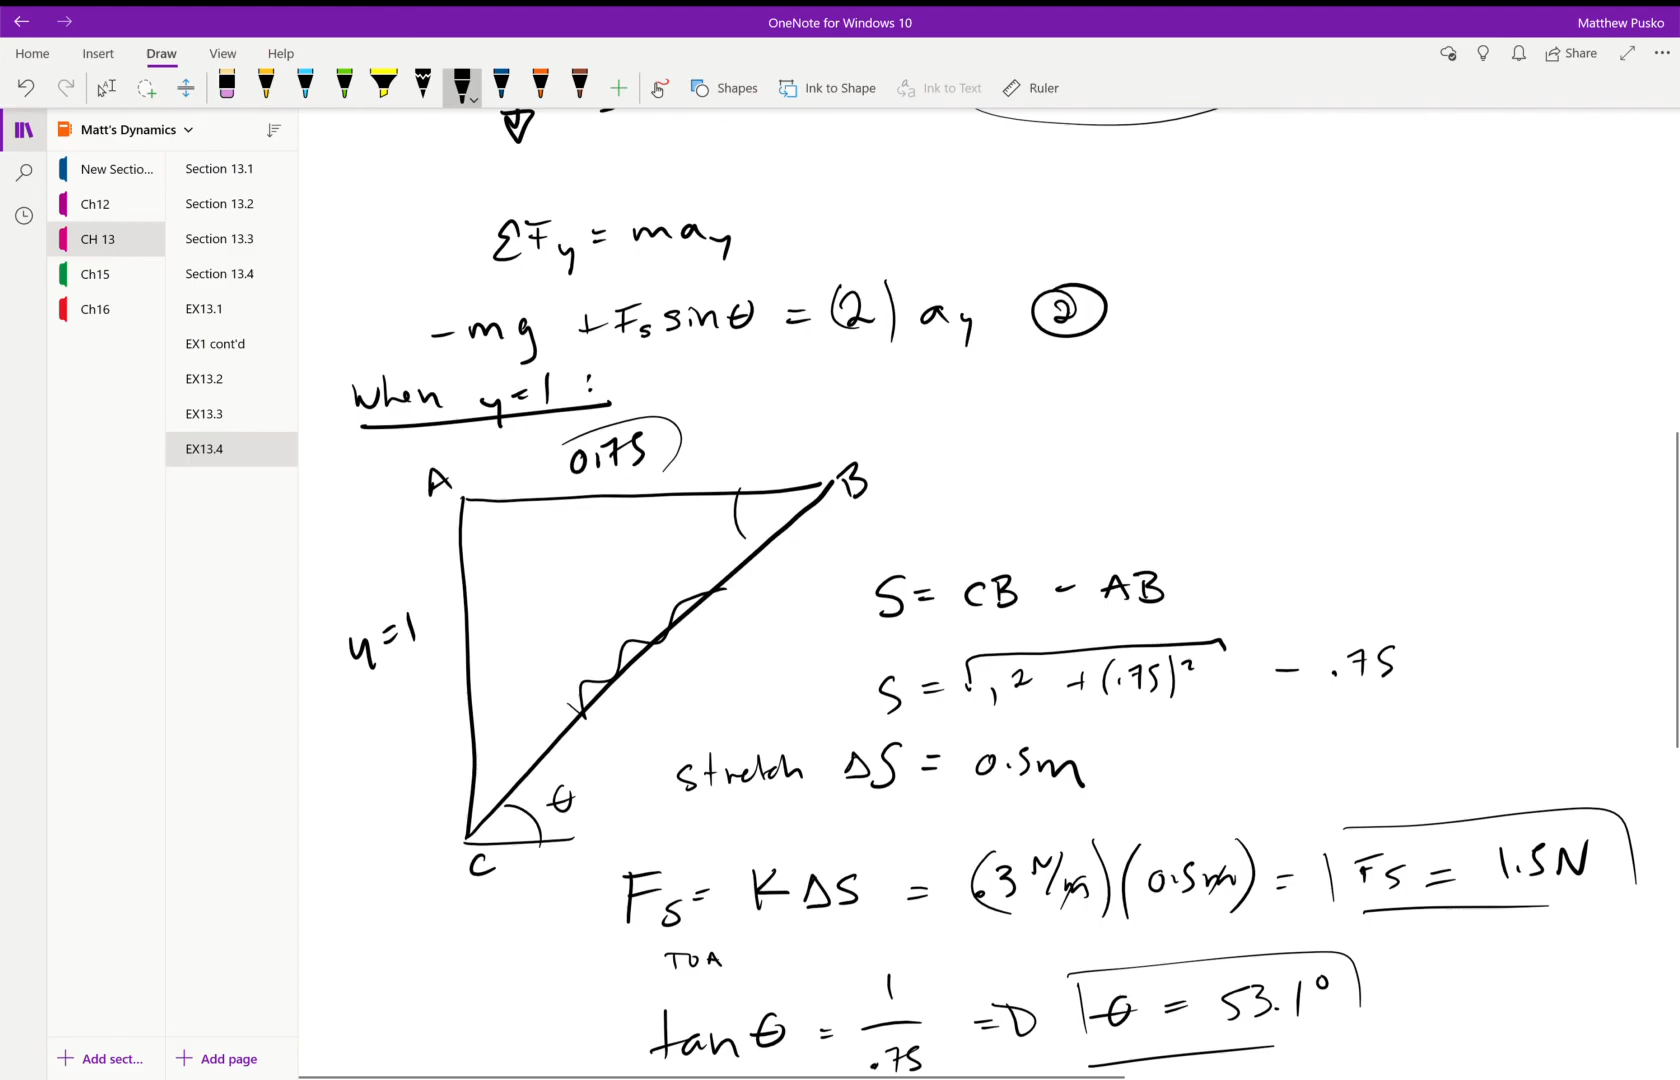 OneNote for Windows 10
Matthew Pusko
Home Insert Draw View Help
Share
Shapes Ink to Shape Ink to Text Ruler
Matt's Dynamics
New Sectio...
Ch12
CH 13
Ch15
Ch16
Section 13.1
Section 13.2
Section 13.3
Section 13.4
EX13.1
EX1 cont'd
EX13.2
EX13.3
EX13.4
Add sect...
Add page
ΣFy = may
- mg + Fs sinθ = (2) ay ②
When y=1 :
0.75
A
B
y=1
S = CB - AB
S = √1² + (.75)² - .75
stretch ΔS = 0.5m
θ
C
Fs = KΔS = (3 N/m)(0.5m) = Fs = 1.5N
TOA
tan θ = 1/.75 => θ = 53.1°